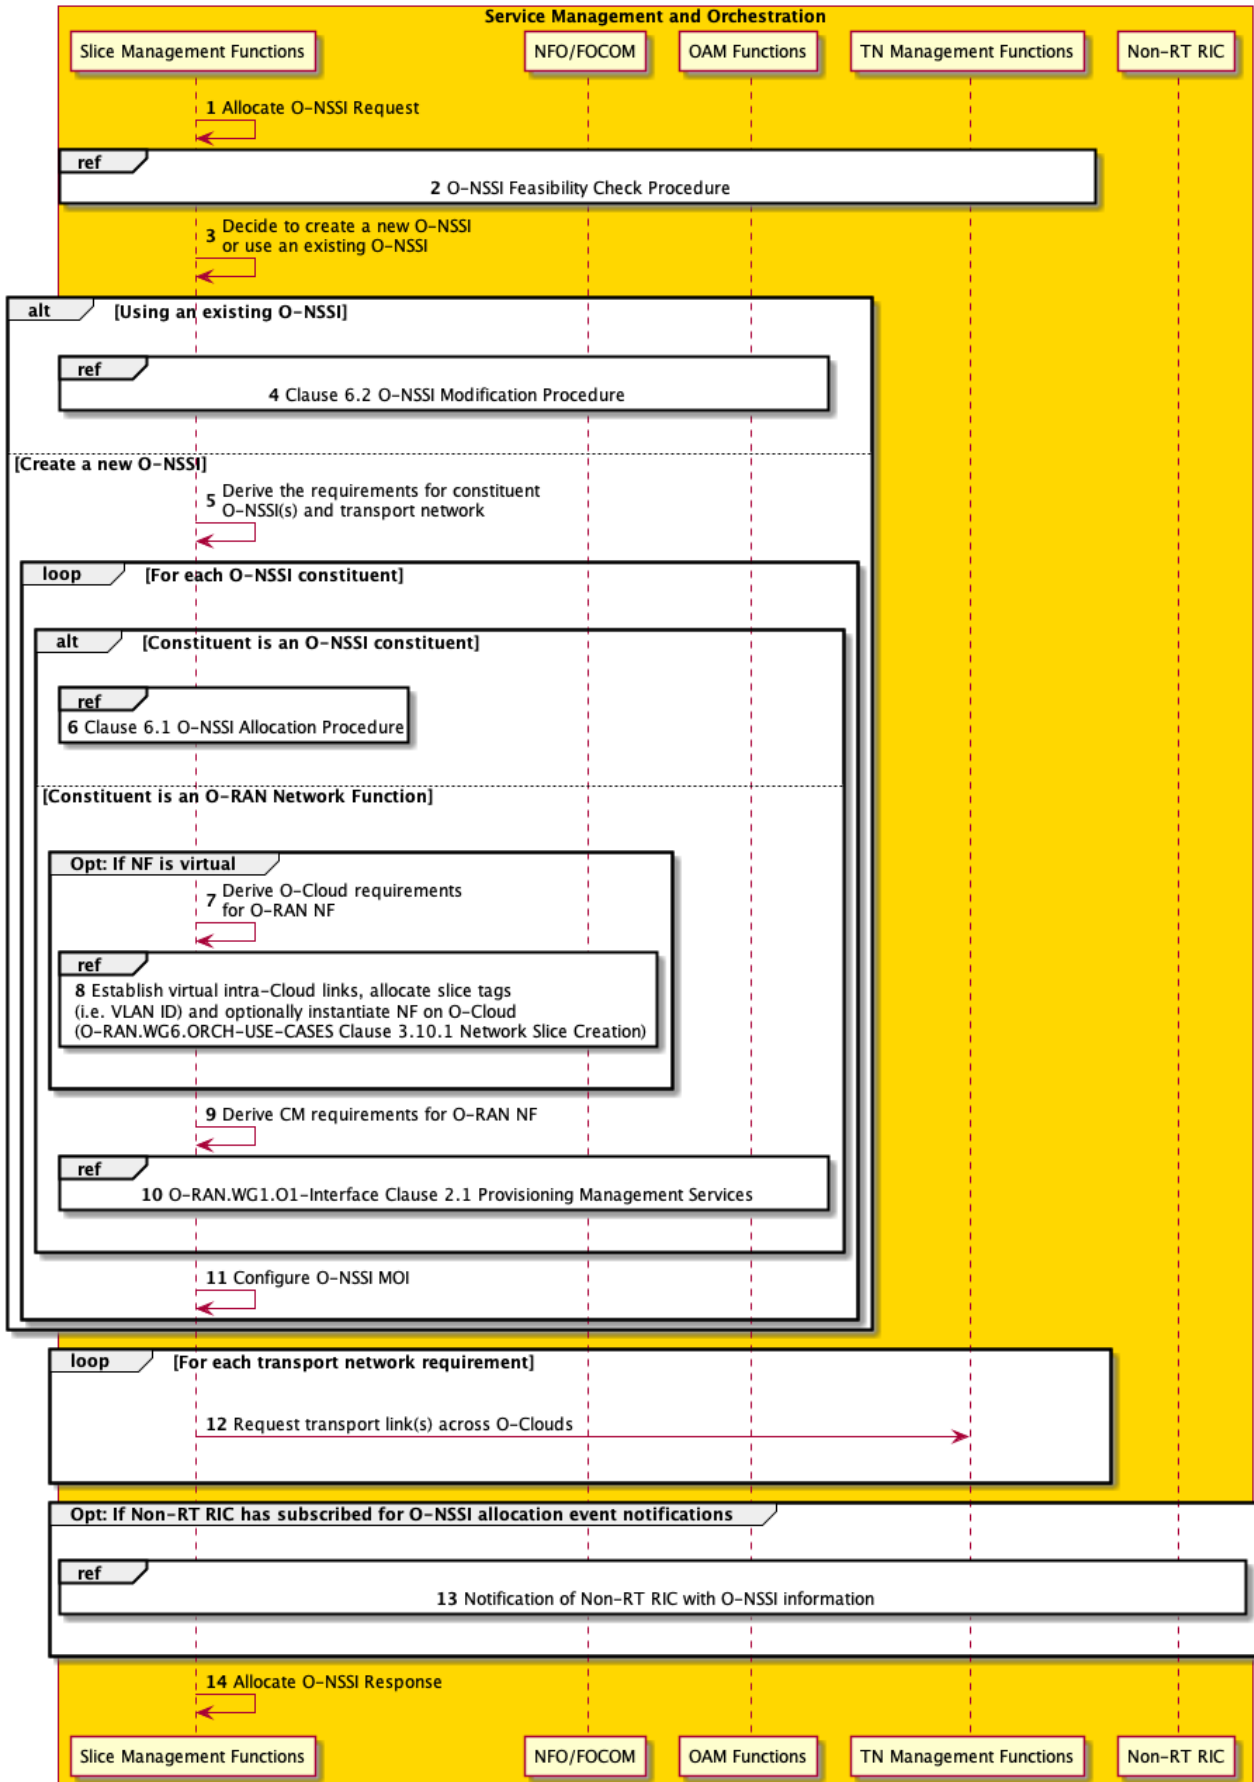 Service Management and Orchestration
Slice Management Functions
NFO/FOCOM
OAM Functions
TN Management Functions
Non-RT RIC
1 Allocate O-NSSI Request
ref
2 O-NSSI Feasibility Check Procedure
3 Decide to create a new O-NSSI
or use an existing O-NSSI
alt
[Using an existing O-NSSI]
ref
4 Clause 6.2 O-NSSI Modification Procedure
[Create a new O-NSSI]
5 Derive the requirements for constituent
O-NSSI(s) and transport network
loop
[For each O-NSSI constituent]
alt
[Constituent is an O-NSSI constituent]
ref
6 Clause 6.1 O-NSSI Allocation Procedure
[Constituent is an O-RAN Network Function]
Opt: If NF is virtual
7 Derive O-Cloud requirements
for O-RAN NF
ref
8 Establish virtual intra-Cloud links, allocate slice tags
(i.e. VLAN ID) and optionally instantiate NF on O-Cloud
(O-RAN.WG6.ORCH-USE-CASES Clause 3.10.1 Network Slice Creation)
9 Derive CM requirements for O-RAN NF
ref
10 O-RAN.WG1.O1-Interface Clause 2.1 Provisioning Management Services
11 Configure O-NSSI MOI
loop
[For each transport network requirement]
12 Request transport link(s) across O-Clouds
Opt: If Non-RT RIC has subscribed for O-NSSI allocation event notifications
ref
13 Notification of Non-RT RIC with O-NSSI information
14 Allocate O-NSSI Response
Slice Management Functions
NFO/FOCOM
OAM Functions
TN Management Functions
Non-RT RIC